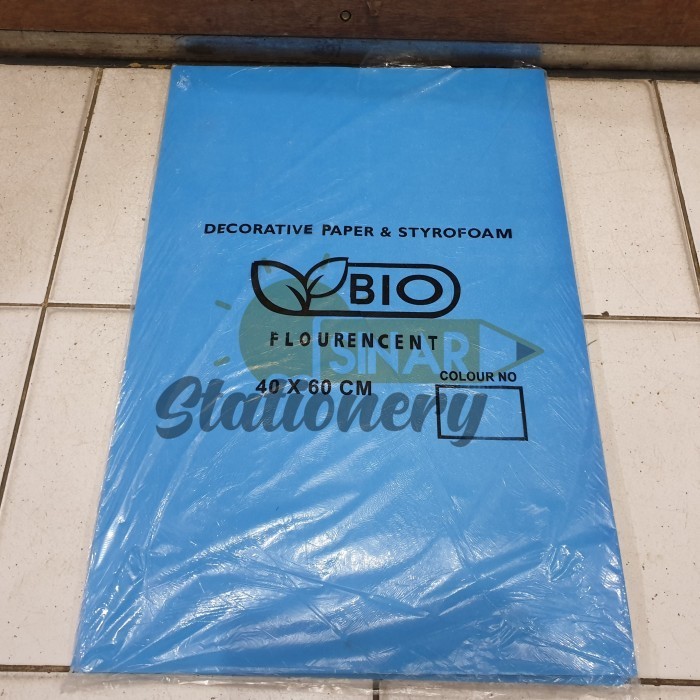 DECORATIVE PAPER & STYROFOAM
BIO
FLOURENCENT
SINAR
40 X 60 CM
COLOUR NO
Stationery